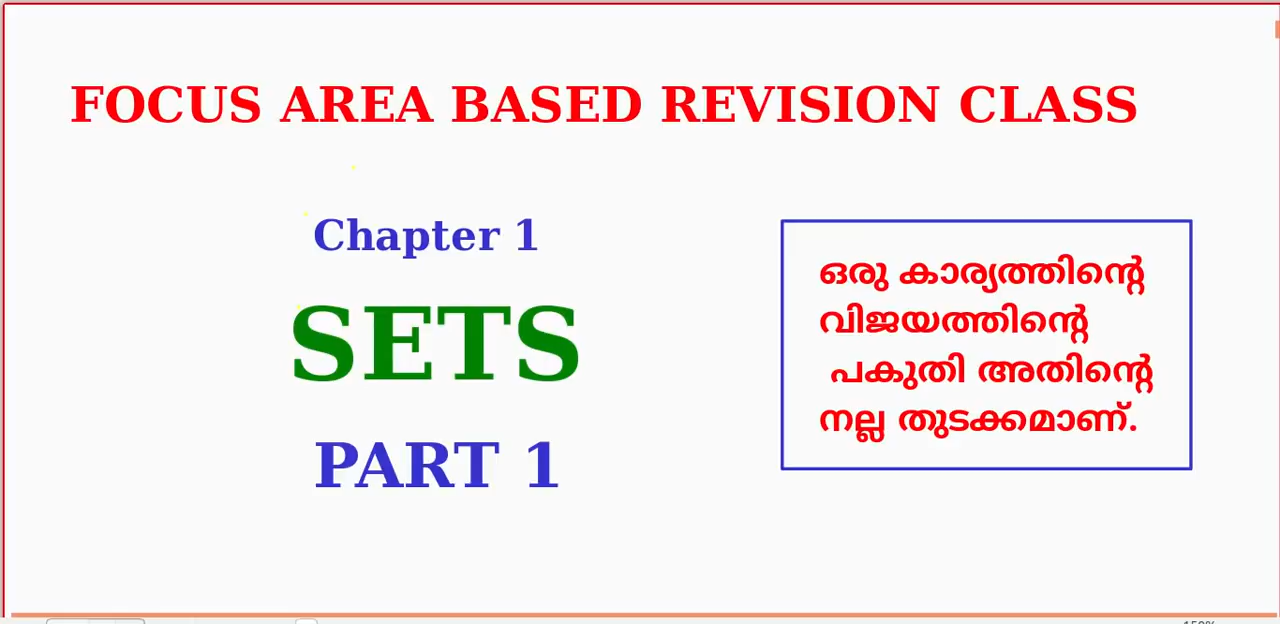 FOCUS AREA BASED REVISION CLASS
Chapter 1
SETS
PART 1
ഒരു കാര്യത്തിന്റെ
വിജയത്തിന്റെ
പകുതി അതിന്റെ
നല്ല തുടക്കമാണ്.